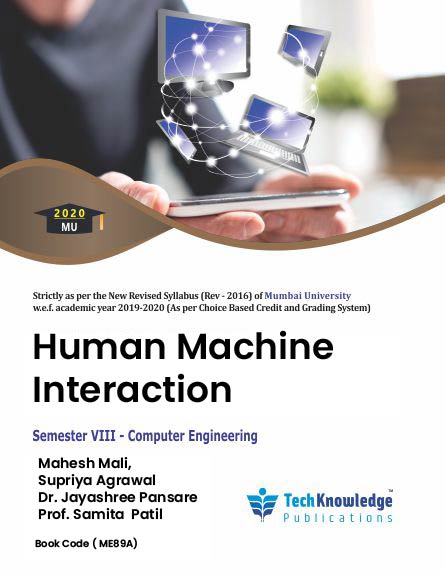 2020
MU
Strictly as per the New Revised Syllabus (Rev - 2016) of Mumbai University
w.e.f. academic year 2019-2020 (As per Choice Based Credit and Grading System)
Human Machine
Interaction
Semester VIII - Computer Engineering
Mahesh Mali,
Supriya Agrawal
Dr. Jayashree Pansare
Prof. Samita Patil
TechKnowledge™
Publications
Book Code ( ME89A)